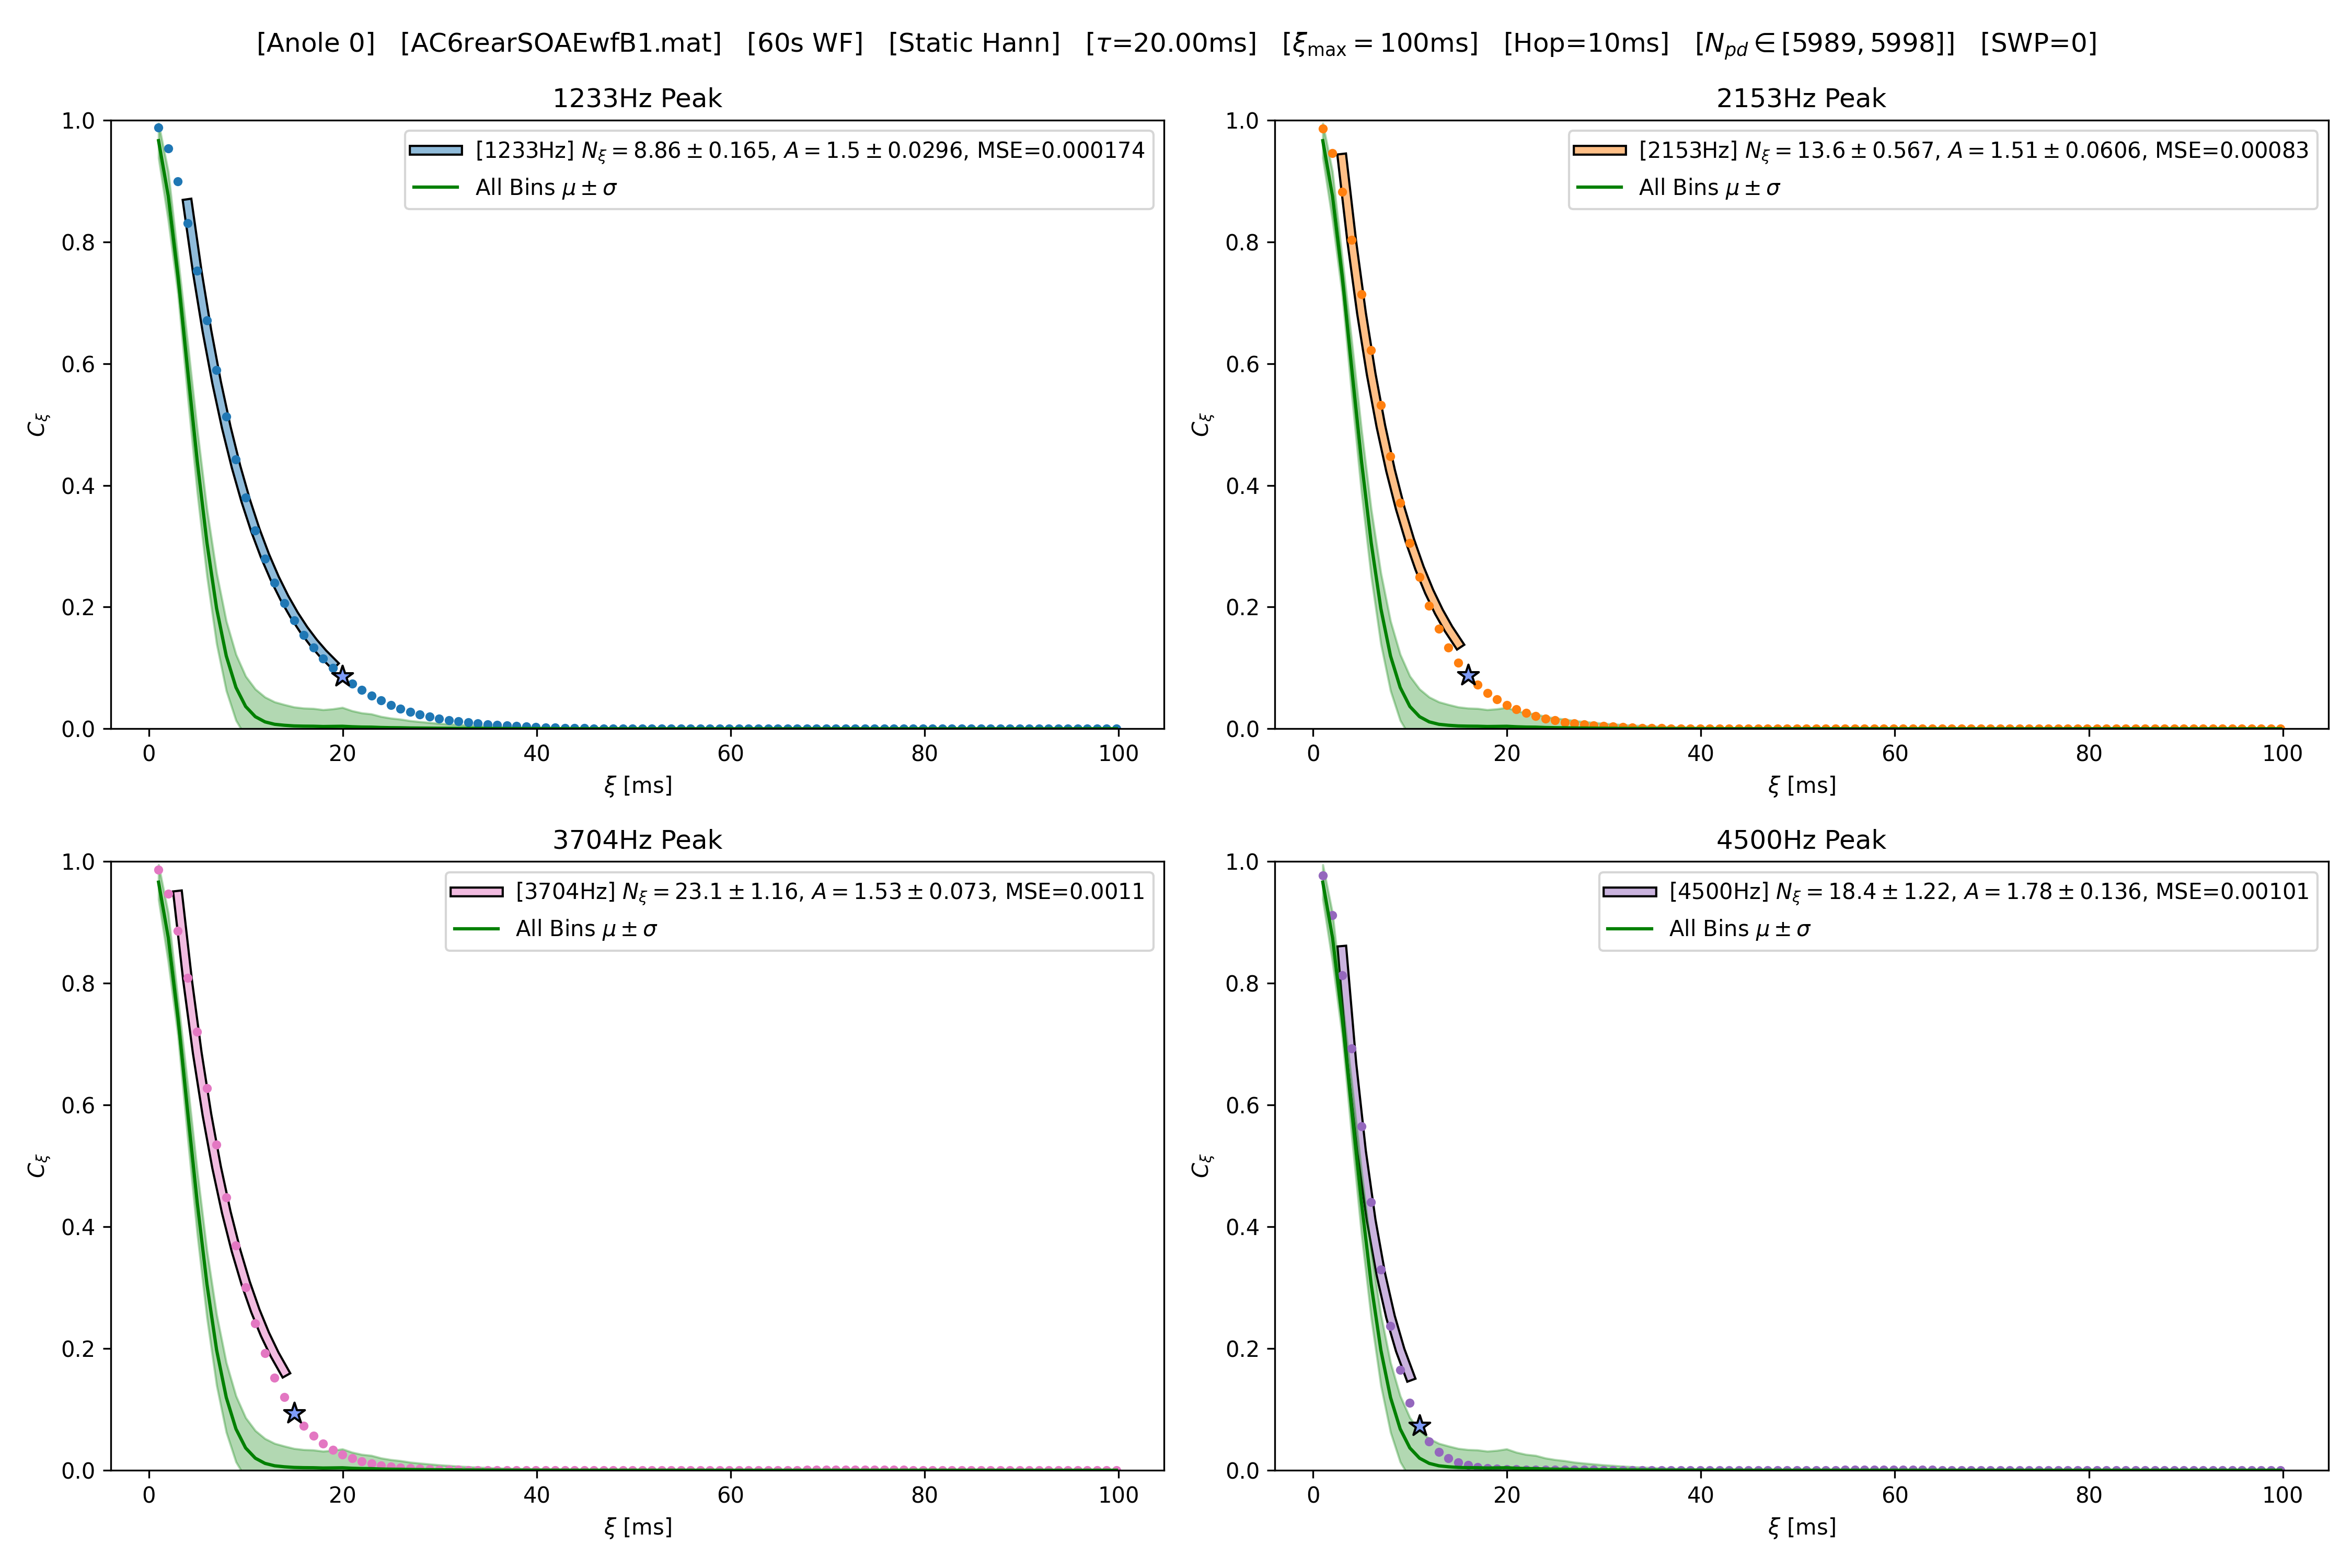 [Anole 0] [AC6rearSOAEwfB1.mat] [60s WF] [Static Hann] [τ=20.00ms] [ξmax = 100ms] [Hop=10ms] [Npd ∈ [5989, 5998]] [SWP=0]
1233Hz Peak
1.0
0.8
0.6
0.4
0.2
0.0
Cξ
[1233Hz] Nξ = 8.86 ± 0.165, A = 1.5 ± 0.0296, MSE=0.000174
All Bins μ ± σ
0 20 40 60 80 100
ξ [ms]
2153Hz Peak
1.0
0.8
0.6
0.4
0.2
0.0
Cξ
[2153Hz] Nξ = 13.6 ± 0.567, A = 1.51 ± 0.0606, MSE=0.00083
All Bins μ ± σ
0 20 40 60 80 100
ξ [ms]
3704Hz Peak
1.0
0.8
0.6
0.4
0.2
0.0
Cξ
[3704Hz] Nξ = 23.1 ± 1.16, A = 1.53 ± 0.073, MSE=0.0011
All Bins μ ± σ
0 20 40 60 80 100
ξ [ms]
4500Hz Peak
1.0
0.8
0.6
0.4
0.2
0.0
Cξ
[4500Hz] Nξ = 18.4 ± 1.22, A = 1.78 ± 0.136, MSE=0.00101
All Bins μ ± σ
0 20 40 60 80 100
ξ [ms]